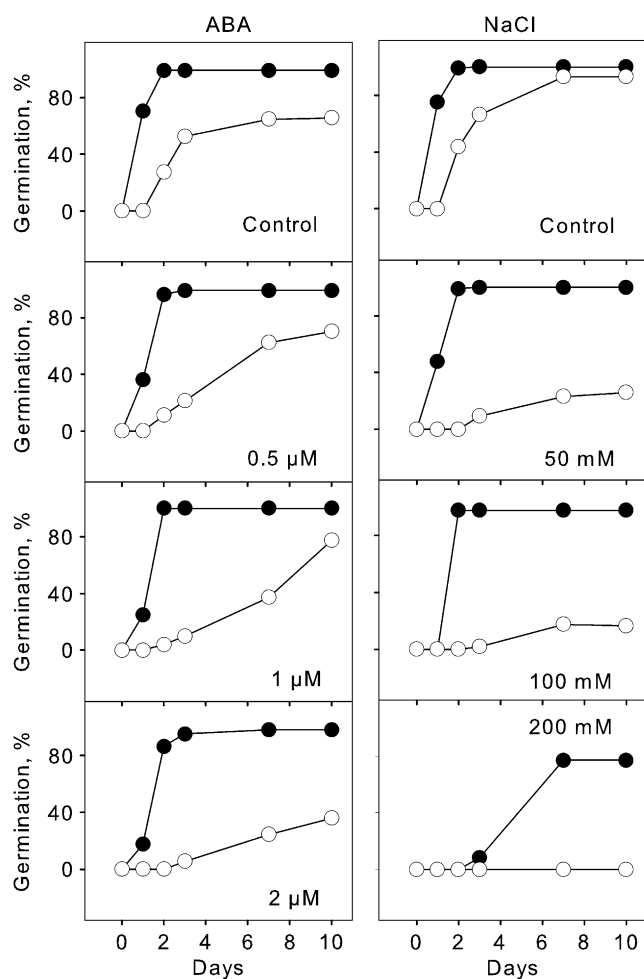 ABA NaCl
Germination, %
80
40
0
Control
Control
Germination, %
80
40
0
0.5 µM
50 mM
Germination, %
80
40
0
1 µM
100 mM
Germination, %
80
40
0
2 µM
200 mM
0 2 4 6 8 10
0 2 4 6 8 10
Days
Days